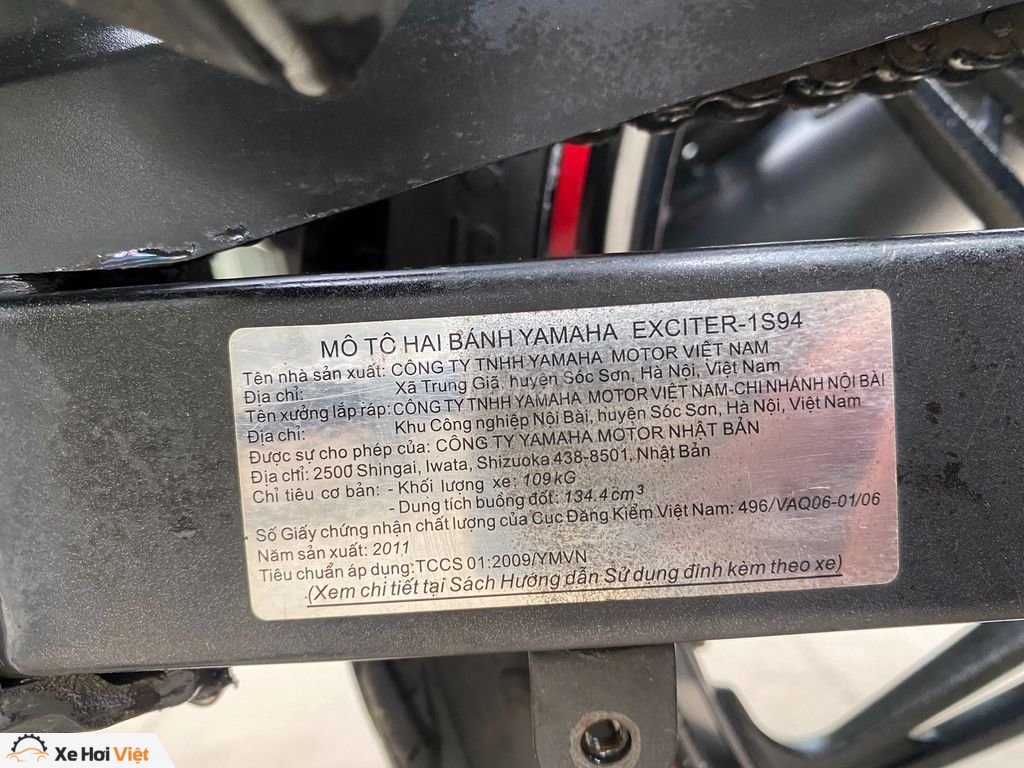 MÔ TÔ HAI BÁNH YAMAHA EXCITER-1S94
Tên nhà sản xuất: CÔNG TY TNHH YAMAHA MOTOR VIỆT NAM
Địa chỉ: Xã Trung Giã, huyện Sóc Sơn, Hà Nội, Việt Nam
Tên xưởng lắp ráp: CÔNG TY TNHH YAMAHA MOTOR VIỆT NAM-CHI NHÁNH NỘI BÀI
Địa chỉ: Khu Công nghiệp Nội Bài, huyện Sóc Sơn, Hà Nội, Việt Nam
Được sự cho phép của: CÔNG TY YAMAHA MOTOR NHẬT BẢN
Địa chỉ: 2500 Shingai, Iwata, Shizuoka 438-8501, Nhật Bản
Chỉ tiêu cơ bản: - Khối lượng xe: 109kG
- Dung tích buồng đốt: 134.4 cm³
Số Giấy chứng nhận chất lượng của Cục Đăng Kiểm Việt Nam: 496/VAQ06-01/06
Năm sản xuất: 2011
Tiêu chuẩn áp dụng: TCCS 01:2009/YMVN
(Xem chi tiết tại Sách Hướng dẫn Sử dụng đính kèm theo xe)
Xe Hơi Việt